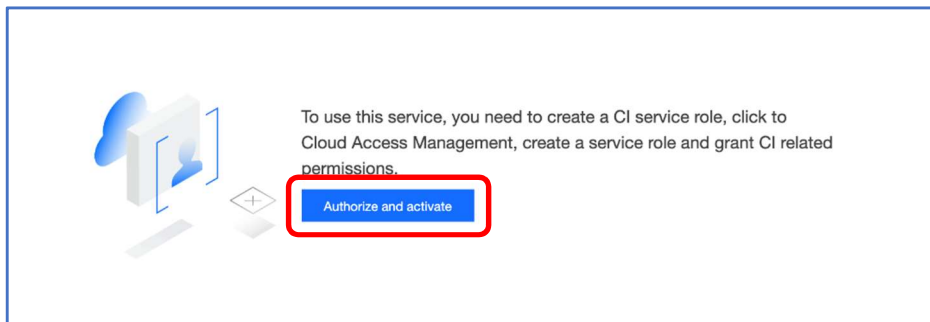 To use this service, you need to create a CI service role, click to
Cloud Access Management, create a service role and grant CI related
permissions.
Authorize and activate